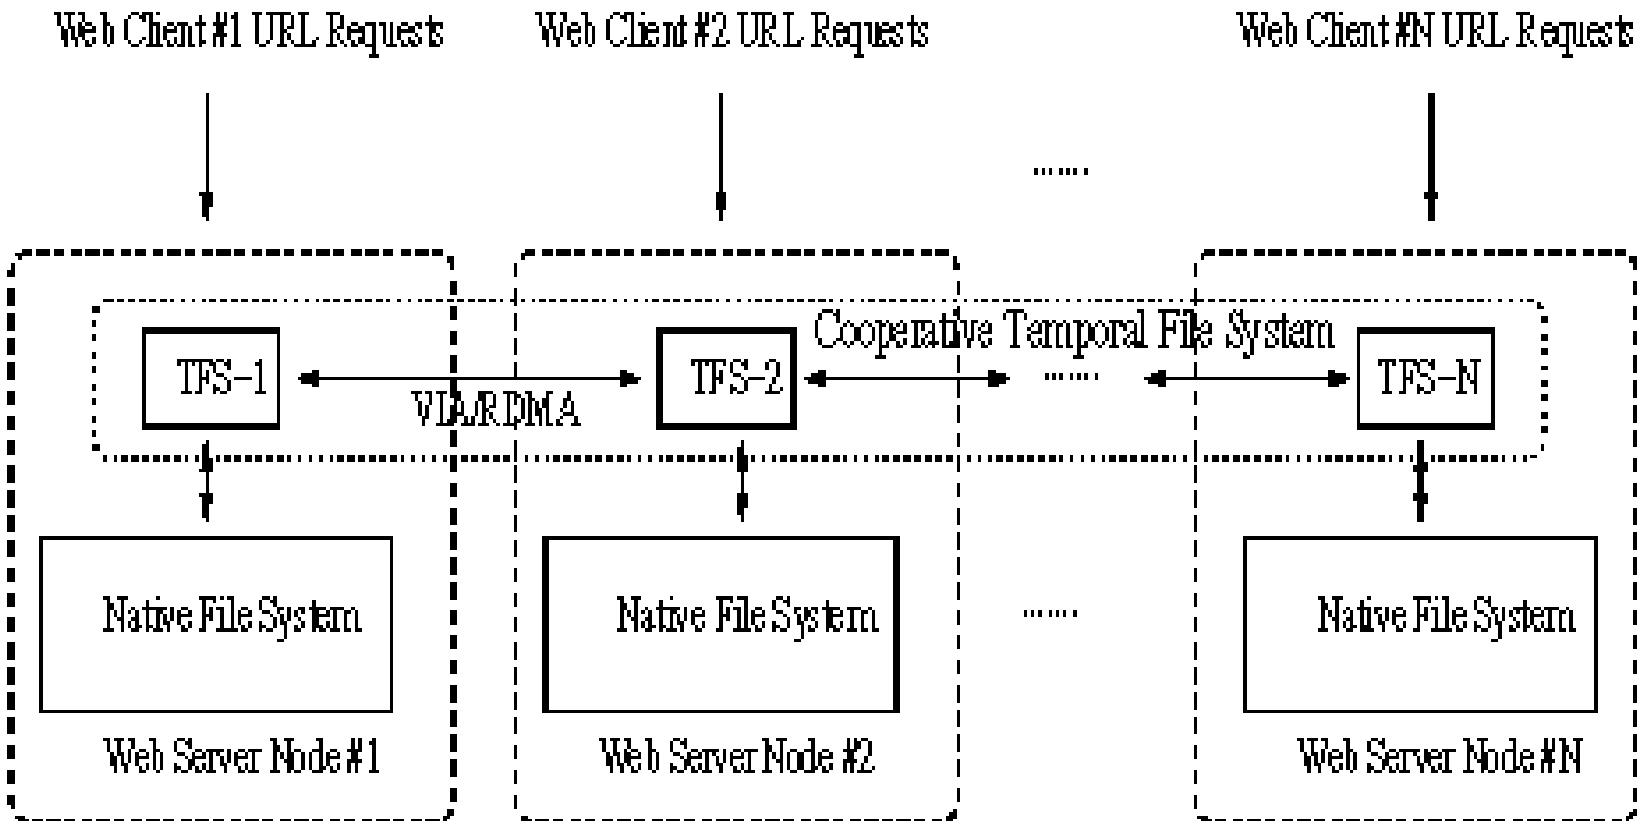 Web Client #1 URL Requests
Web Client #2 URL Requests
Web Client #N URL Requests
.......
Cooperative Temporal File System
TFS-1
TFS-2
.......
TFS-N
VIA/RDMA
Native File System
Native File System
.......
Native File System
Web Server Node #1
Web Server Node #2
Web Server Node #N